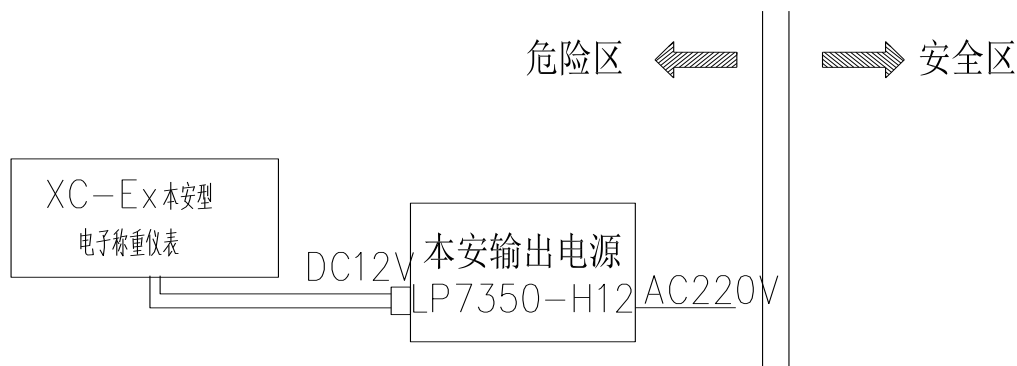 危险区
安全区
XC-Ex本安型
电子称重仪表
DC12V
本安输出电源
LP7350-H12
AC220V